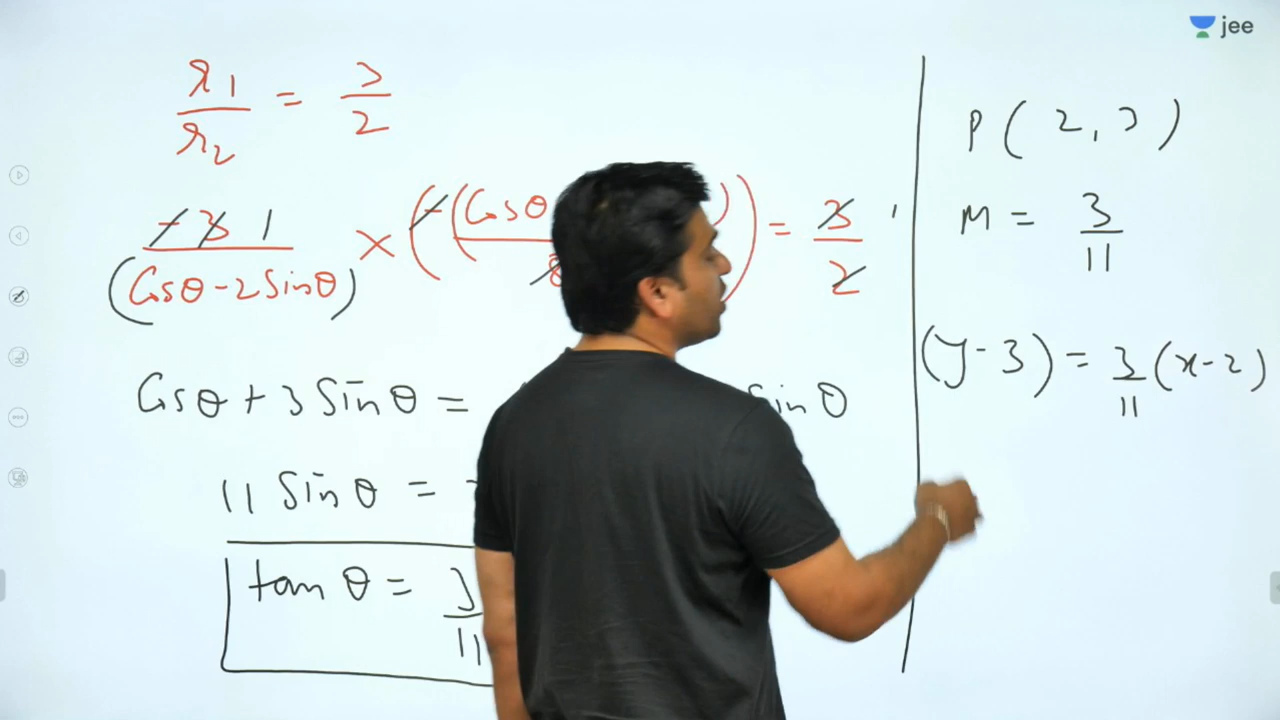 jee
r1/r2 = 3/2
-3 1/(Cosθ-2Sinθ) × (-(Cosθ )) = 3/2
Cosθ + 3 Sinθ = Sinθ
11 Sinθ =
tanθ = 3/11
P(2,3)
M = 3/11
(y-3) = 3/11 (x-2)